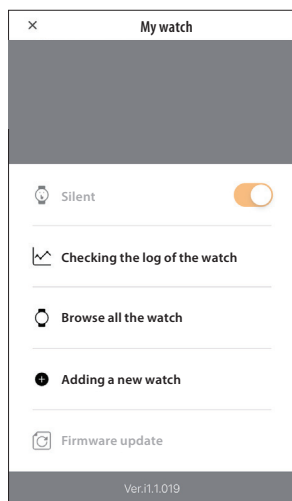 My watch
Silent
Checking the log of the watch
Browse all the watch
Adding a new watch
Firmware update
Ver.i1.1.019